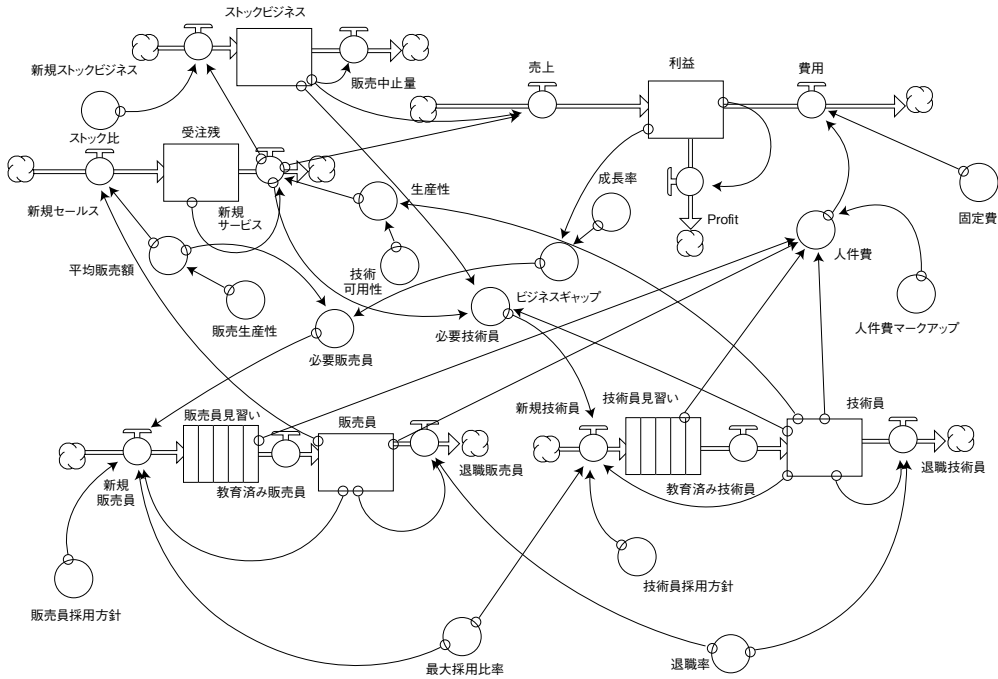 ストックビジネス
新規ストックビジネス
販売中止量
売上
利益
費用
ストック比
受注残
新規セールス
新規
サービス
生産性
成長率
Profit
固定費
平均販売額
技術
可用性
人件費
販売生産性
ビジネスギャップ
必要販売員
必要技術員
人件費マークアップ
販売員見習い
販売員
新規技術員
技術員見習い
技術員
新規
販売員
教育済み販売員
退職販売員
教育済み技術員
退職技術員
販売員採用方針
技術員採用方針
最大採用比率
退職率